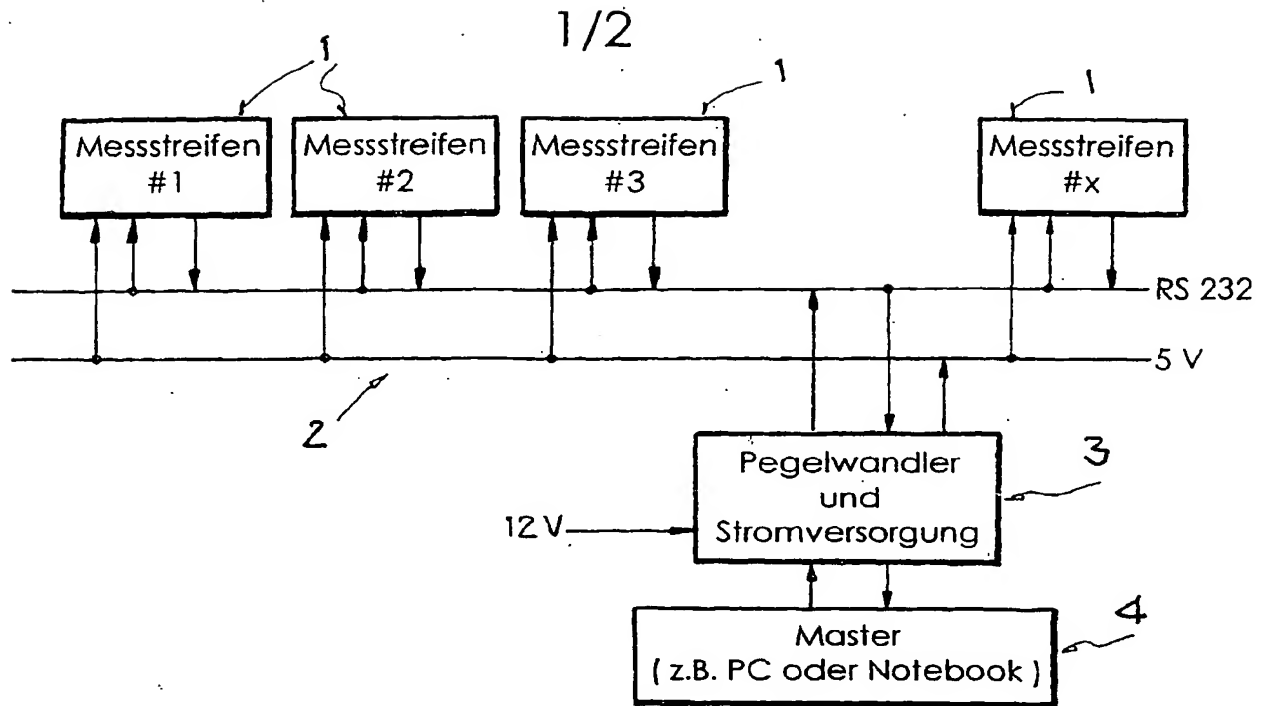 1/2
1 1 1
Messstreifen #1
Messstreifen #2
Messstreifen #3
Messstreifen #x
RS 232
5 V
2
Pegelwandler
und
Stromversorgung
3
12 V
Master
( z.B. PC oder Notebook )
4